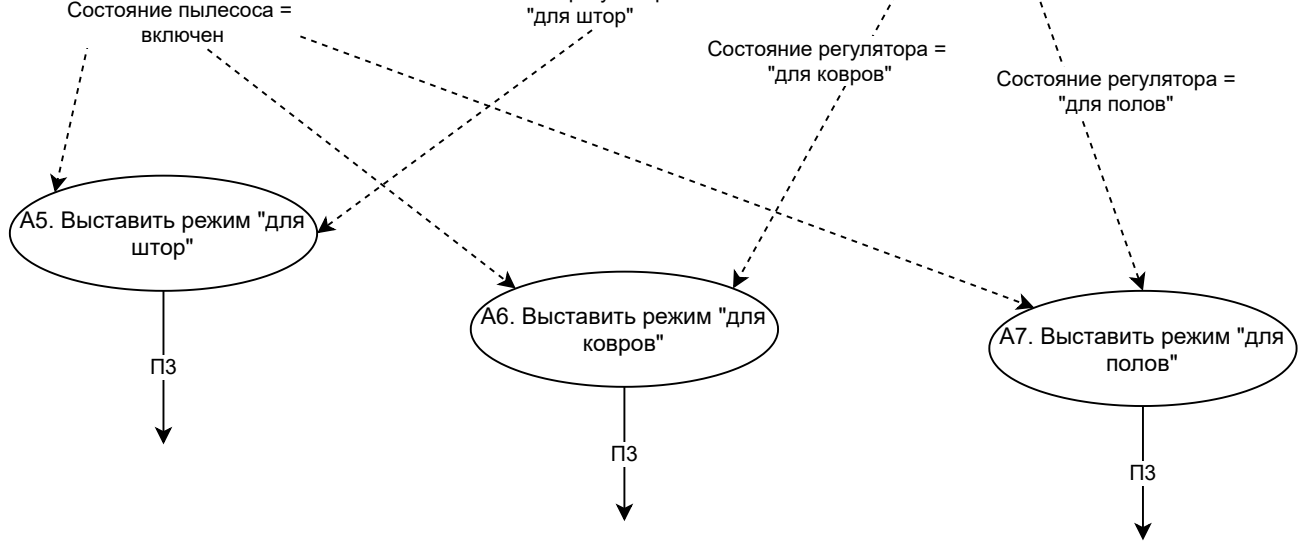 Состояние пылесоса =
включен
"для штор"
Состояние регулятора =
"для ковров"
Состояние регулятора =
"для полов"
А5. Выставить режим "для
штор"
А6. Выставить режим "для
ковров"
А7. Выставить режим "для
полов"
П3
П3
П3